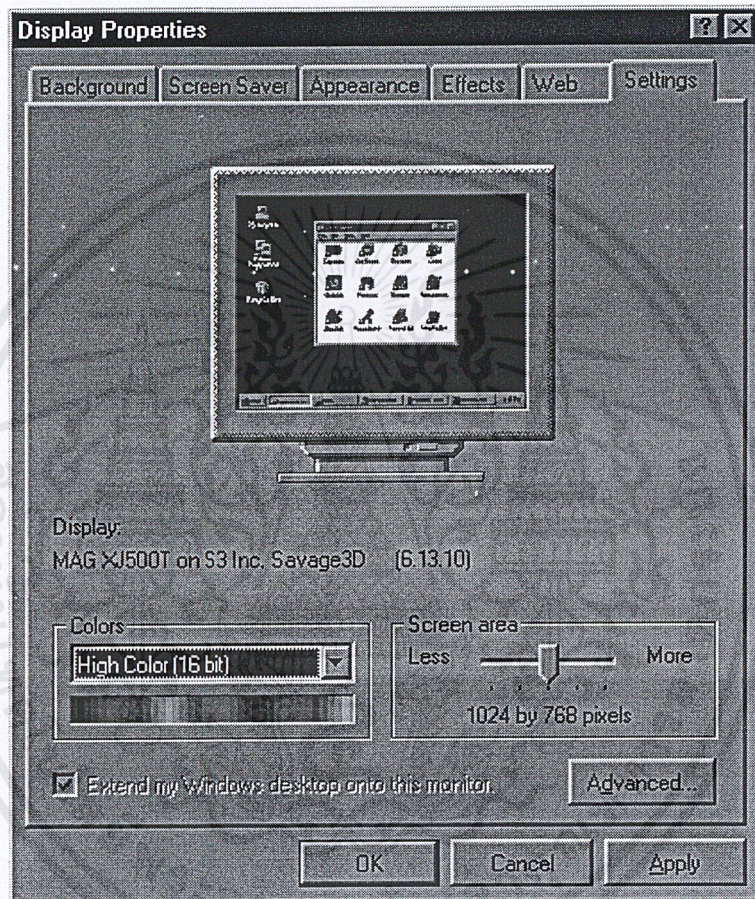 Display Properties
Background Screen Saver Appearance Effects Web Settings
Display:
MAG XJ500T on S3 Inc. Savage3D (6.13.10)
Colors
High Color (16 bit)
Screen area
Less More
1024 by 768 pixels
Extend my Windows desktop onto this monitor.
Advanced...
OK Cancel Apply